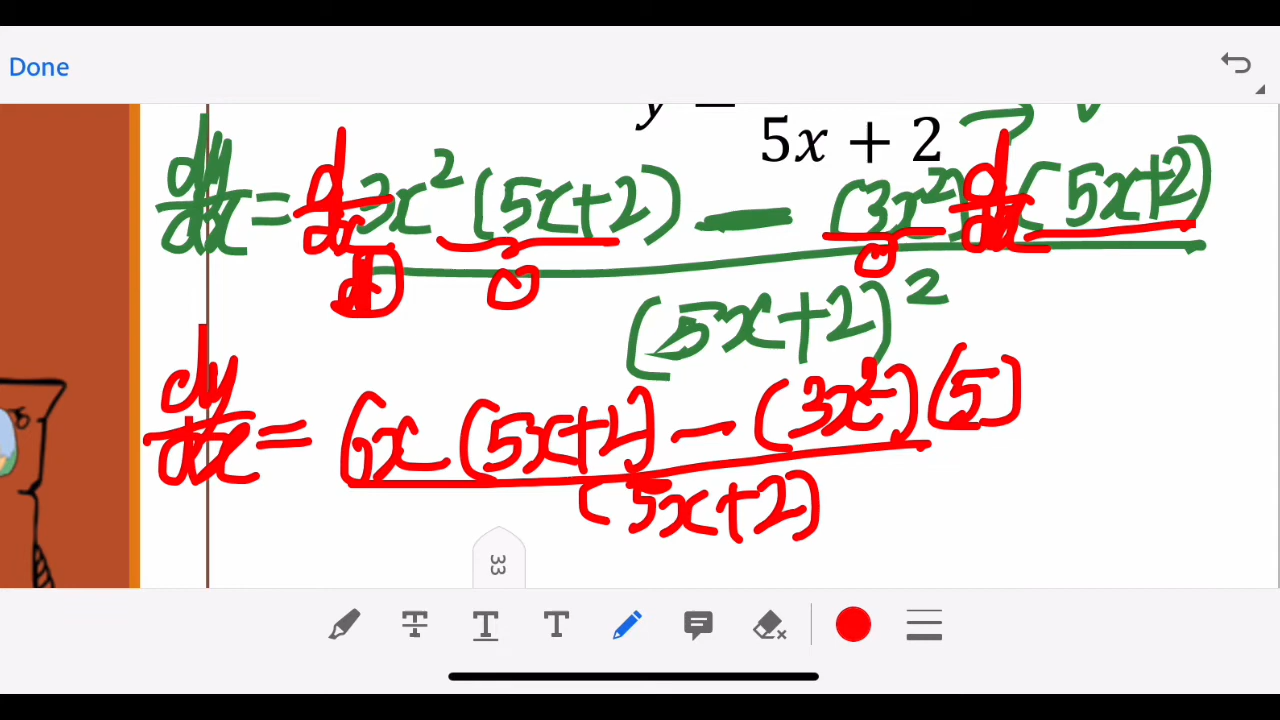 Done
y =
5x + 2
dy/dx = d/dx 3x² (5x+2) − (3x²) d/dx (5x+2)
(5x+2)²
dy/dx = 6x (5x+2) − (3x²)(5)
(5x+2)
33
T T T